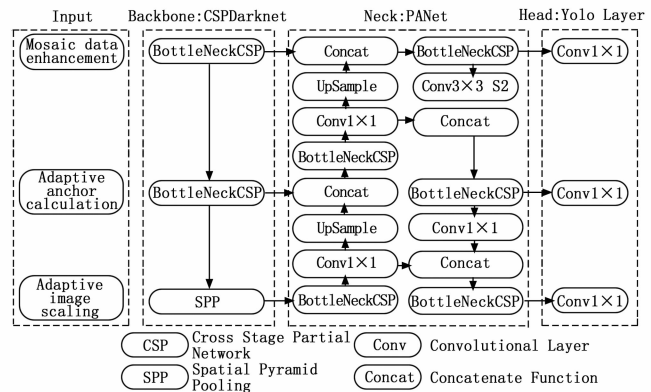 Input Backbone:CSPDarknet Neck:PANet Head:Yolo Layer
Mosaic data
enhancement
BottleNeckCSP Concat BottleNeckCSP Conv1×1
UpSample Conv3×3 S2
Conv1×1 Concat
BottleNeckCSP
Adaptive
anchor
calculation
BottleNeckCSP Concat BottleNeckCSP Conv1×1
UpSample Conv1×1
Conv1×1 Concat
Adaptive
image
scaling
SPP BottleNeckCSP BottleNeckCSP Conv1×1
CSP Cross Stage Partial
Network
Conv Convolutional Layer
SPP Spatial Pyramid
Pooling
Concat Concatenate Function